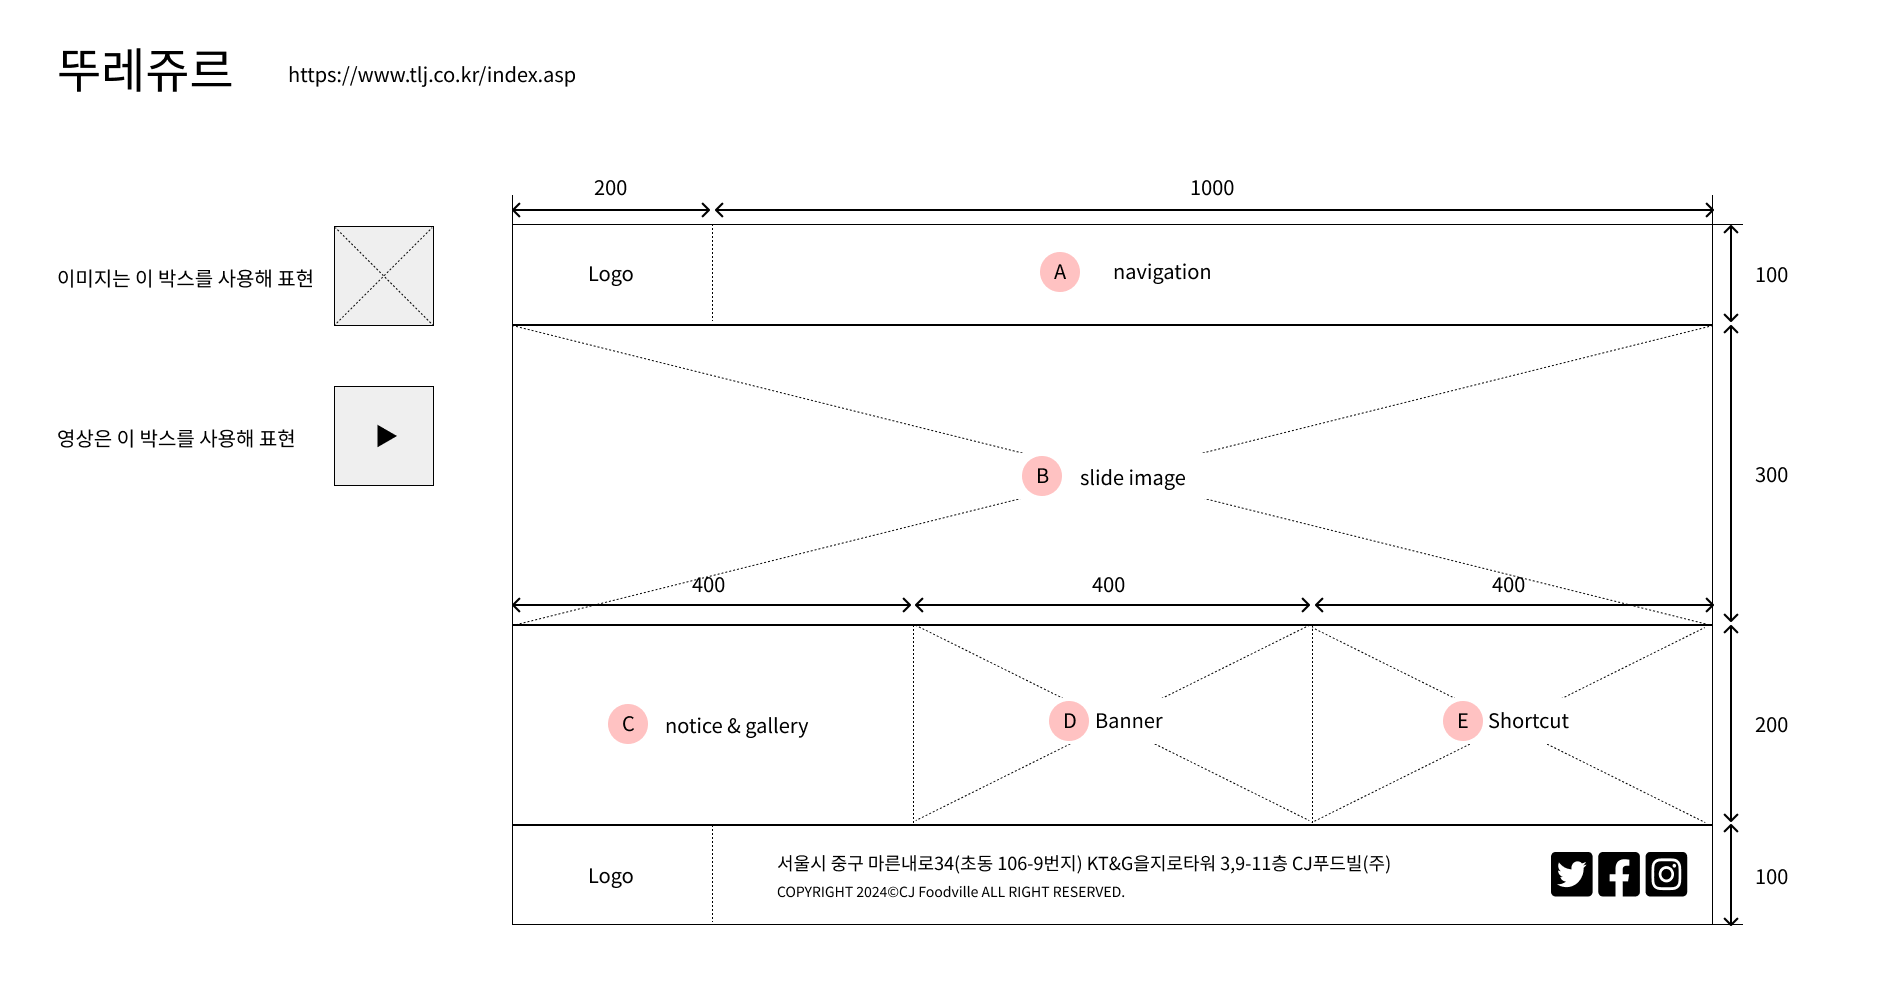 뚜레쥬르
https://www.tlj.co.kr/index.asp
200
1000
이미지는 이 박스를 사용해 표현
Logo
A navigation
100
영상은 이 박스를 사용해 표현
B slide image
300
400
400
400
C notice & gallery
D Banner
E Shortcut
200
Logo
서울시 중구 마른내로34(초동 106-9번지) KT&G을지로타워 3,9-11층 CJ푸드빌(주)
COPYRIGHT 2024©CJ Foodville ALL RIGHT RESERVED.
100